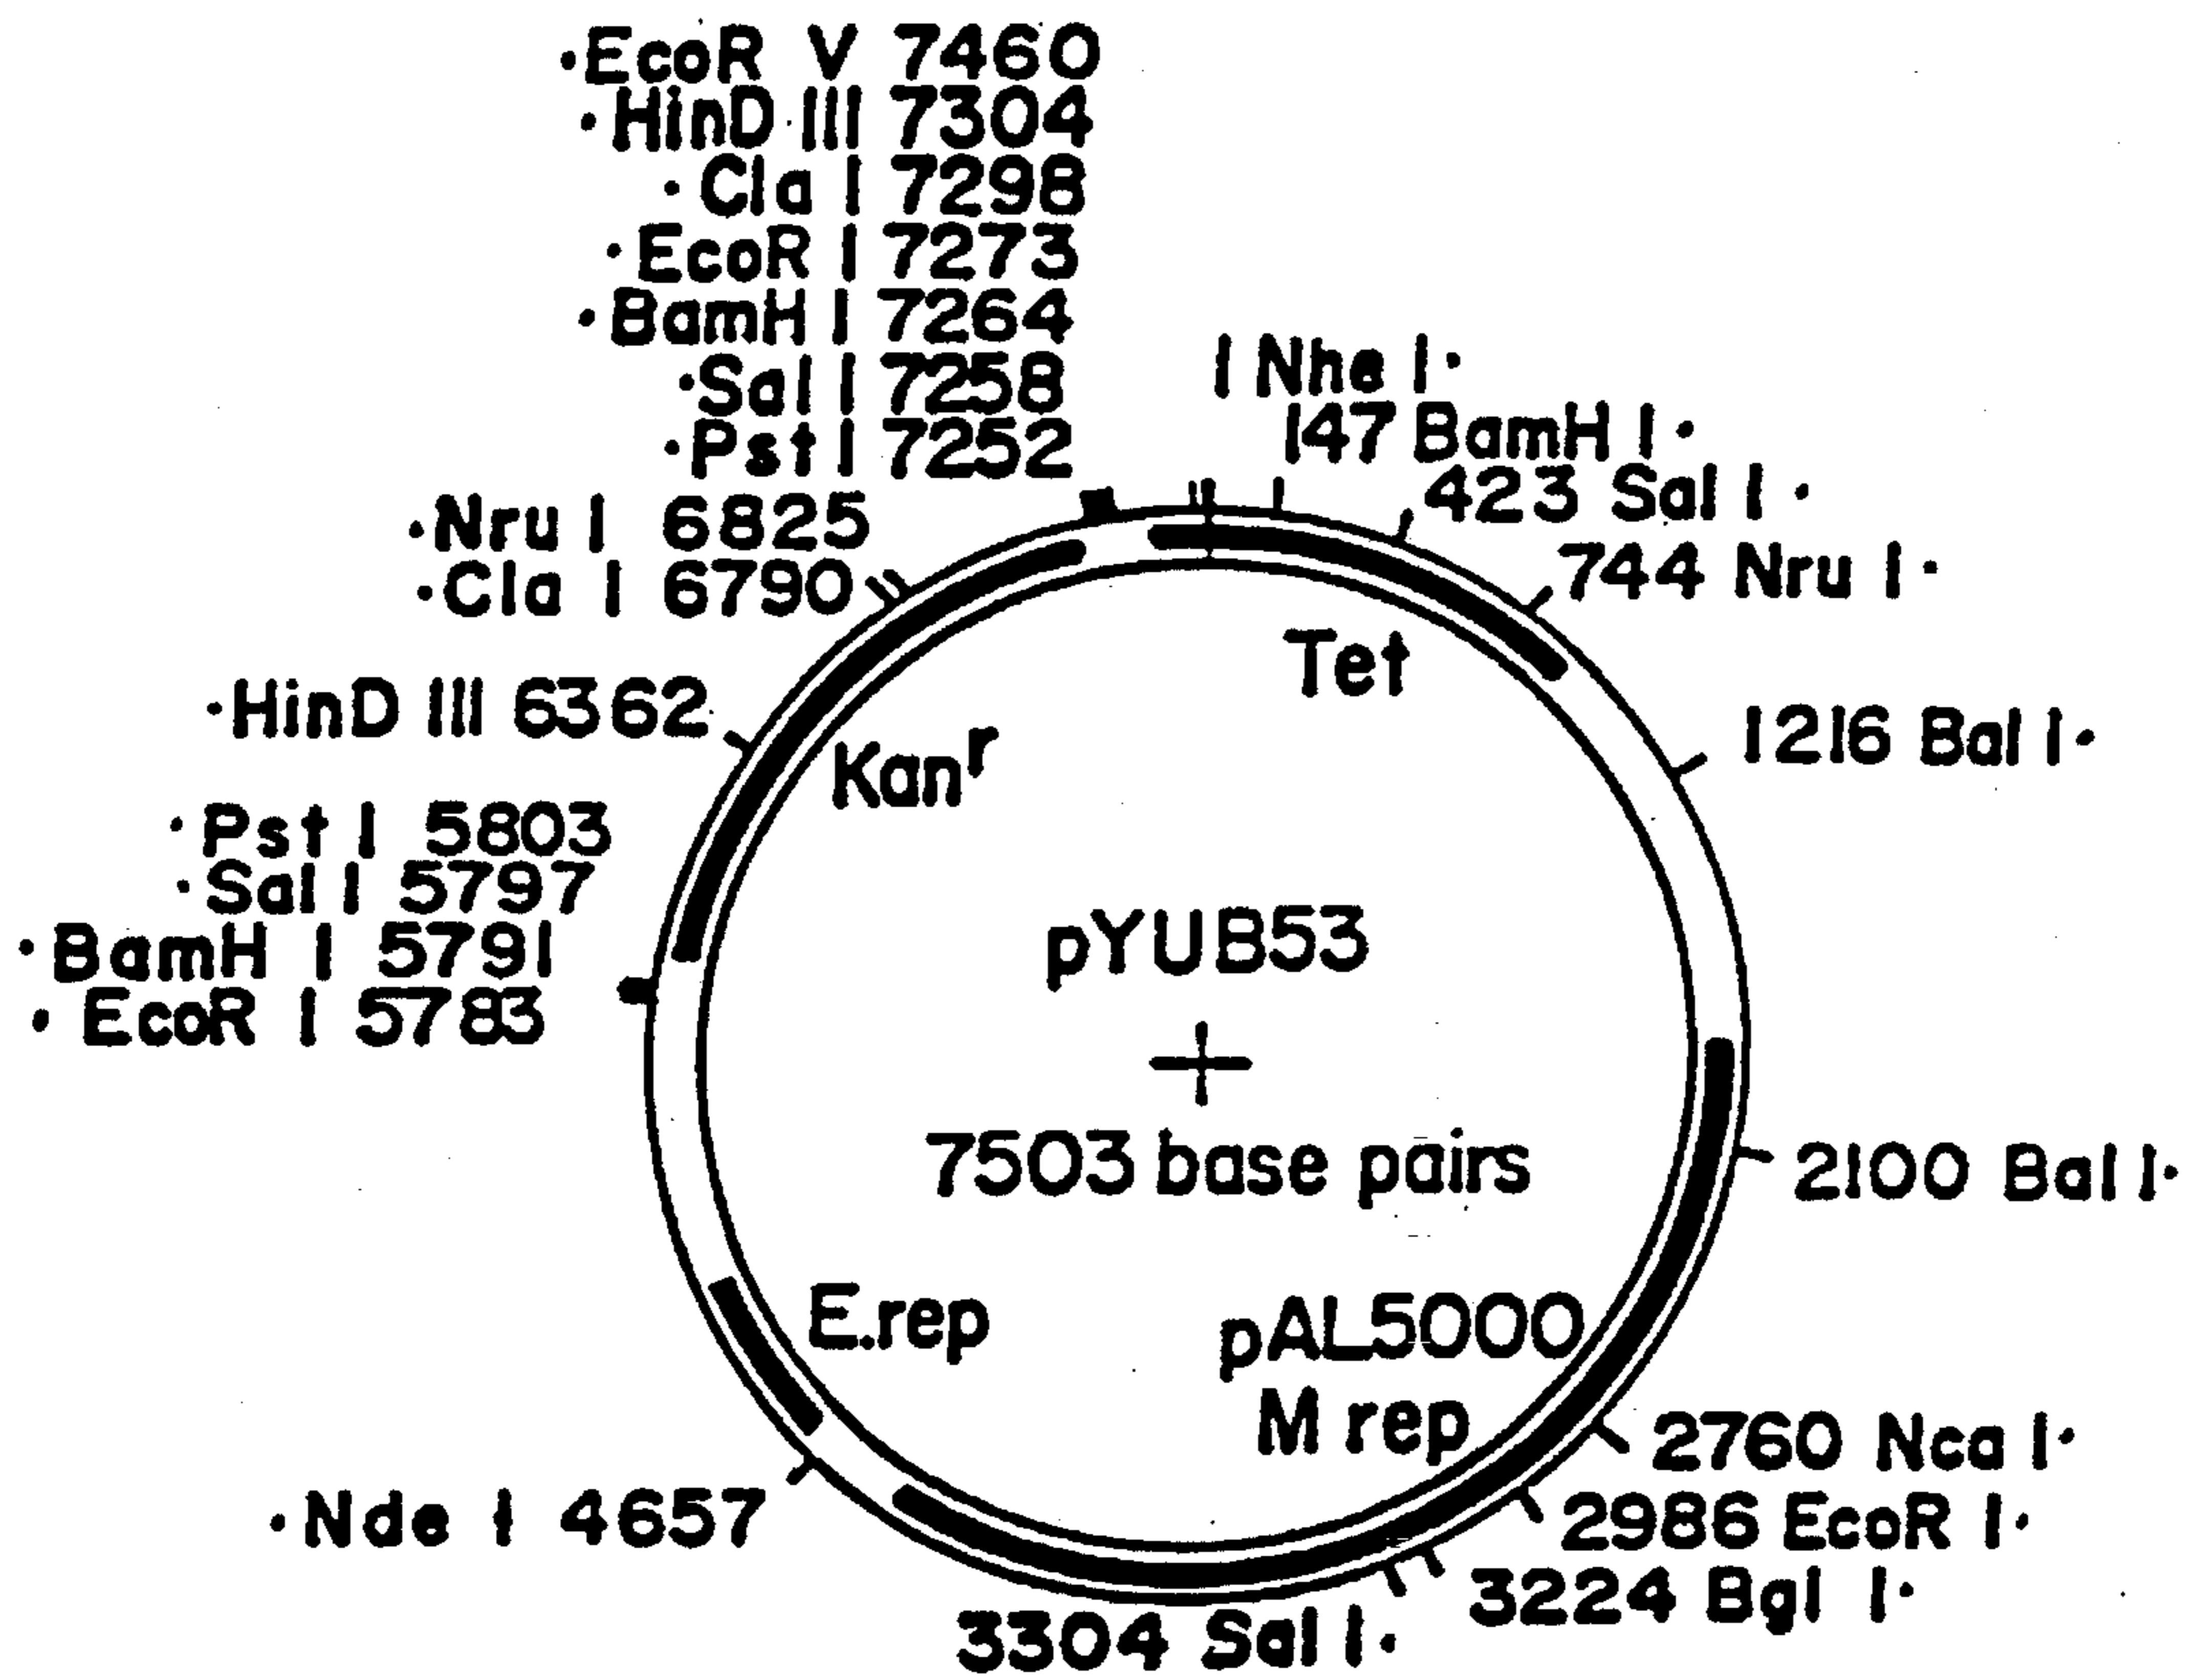 ·EcoR V 7460
·HinD III 7304
·Cla I 7298
·EcoR I 7273
·BamH I 7264
·Sal I 7258
·Pst I 7252
·Nru I 6825
·Cla I 6790
·HinD III 6362
·Pst I 5803
·Sal I 5797
·BamH I 5791
·EcoR I 5783
·Nde I 4657
1 Nhe I·
147 BamH I·
423 Sal I·
744 Nru I·
1216 Bal I·
2100 Bal I·
2760 Nca I·
2986 EcoR I·
3224 Bgl I·
3304 Sal I·
Tet
Kanʳ
pYUB53
+
7503 base pairs
E.rep
pAL5000
M rep